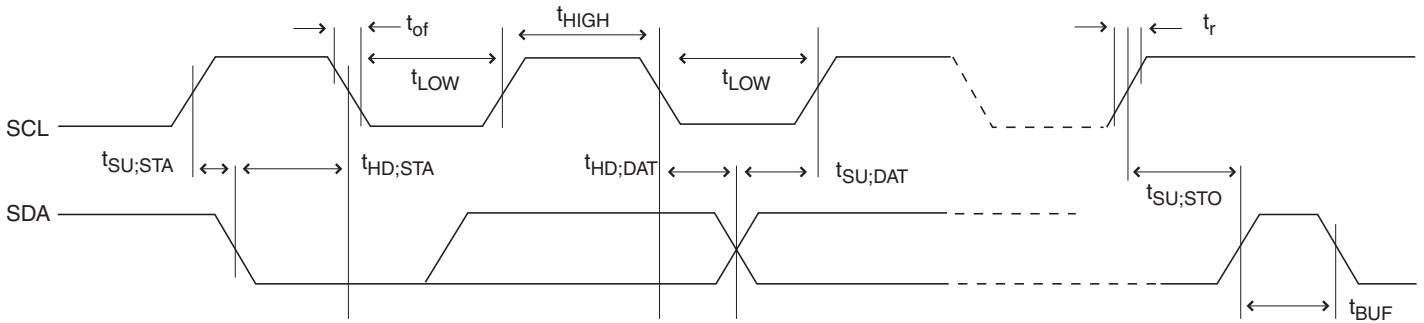 t_of
t_HIGH
t_r
t_LOW
t_LOW
SCL
t_SU;STA
t_HD;STA
t_HD;DAT
t_SU;DAT
t_SU;STO
SDA
t_BUF